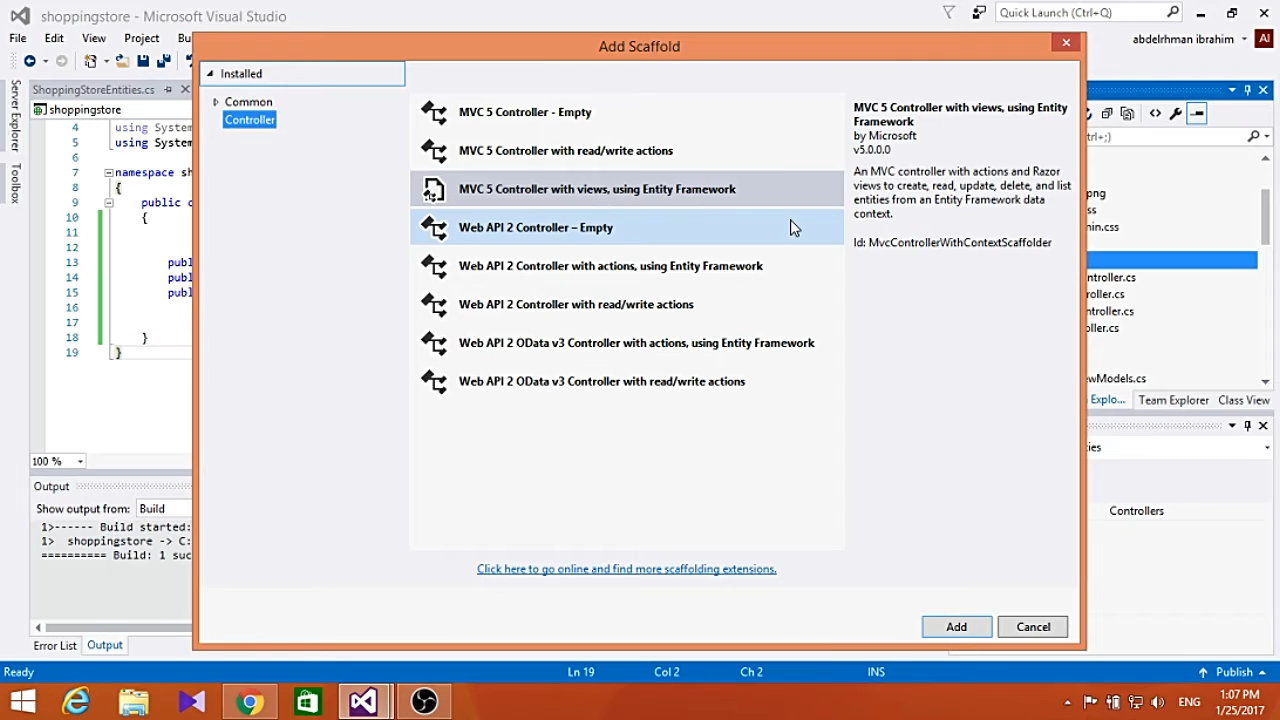 shoppingstore - Microsoft Visual Studio
Quick Launch (Ctrl+Q)
File Edit View Project Bu
abdelrhman ibrahim AI
Add Scaffold
Server Explorer
Toolbox
ShoppingStoreEntities.cs
shoppingstore
4 using System
5 using System
6
7 namespace sh
8 {
9 public c
10 {
11
12
13 publ
14 publ
15 publ
16
17
18 }
19 }
100 %
Output
Show output from: Build
1>------ Build started:
1> shoppingstore -> C:
========== Build: 1 suc
Error List Output
Installed
Common
Controller
MVC 5 Controller - Empty
MVC 5 Controller with read/write actions
MVC 5 Controller with views, using Entity Framework
Web API 2 Controller – Empty
Web API 2 Controller with actions, using Entity Framework
Web API 2 Controller with read/write actions
Web API 2 OData v3 Controller with actions, using Entity Framework
Web API 2 OData v3 Controller with read/write actions
Click here to go online and find more scaffolding extensions.
MVC 5 Controller with views, using Entity
Framework
by Microsoft
v5.0.0.0
An MVC controller with actions and Razor
views to create, read, update, delete, and list
entities from an Entity Framework data
context.
Id: MvcControllerWithContextScaffolder
Add Cancel
trl+;)
png
ss
in.css
ntroller.cs
roller.cs
ontroller.cs
ller.cs
ewModels.cs
Explo... Team Explorer Class View
ies
Controllers
Ready Ln 19 Col 2 Ch 2 INS Publish
ENG
1:07 PM
1/25/2017